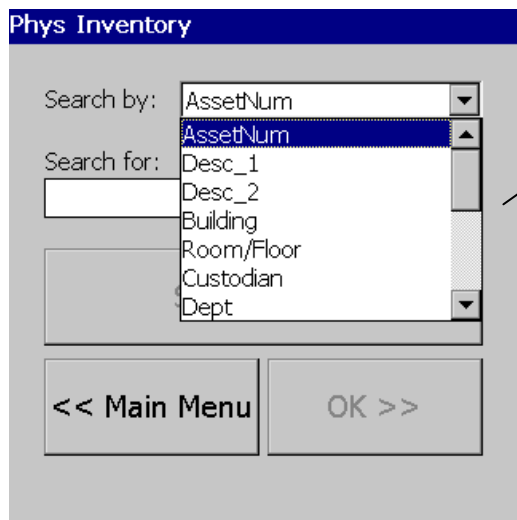 Phys Inventory
Search by: AssetNum
AssetNum
Search for: Desc_1
Desc_2
Building
Room/Floor
Custodian
Dept
<< Main Menu OK >>